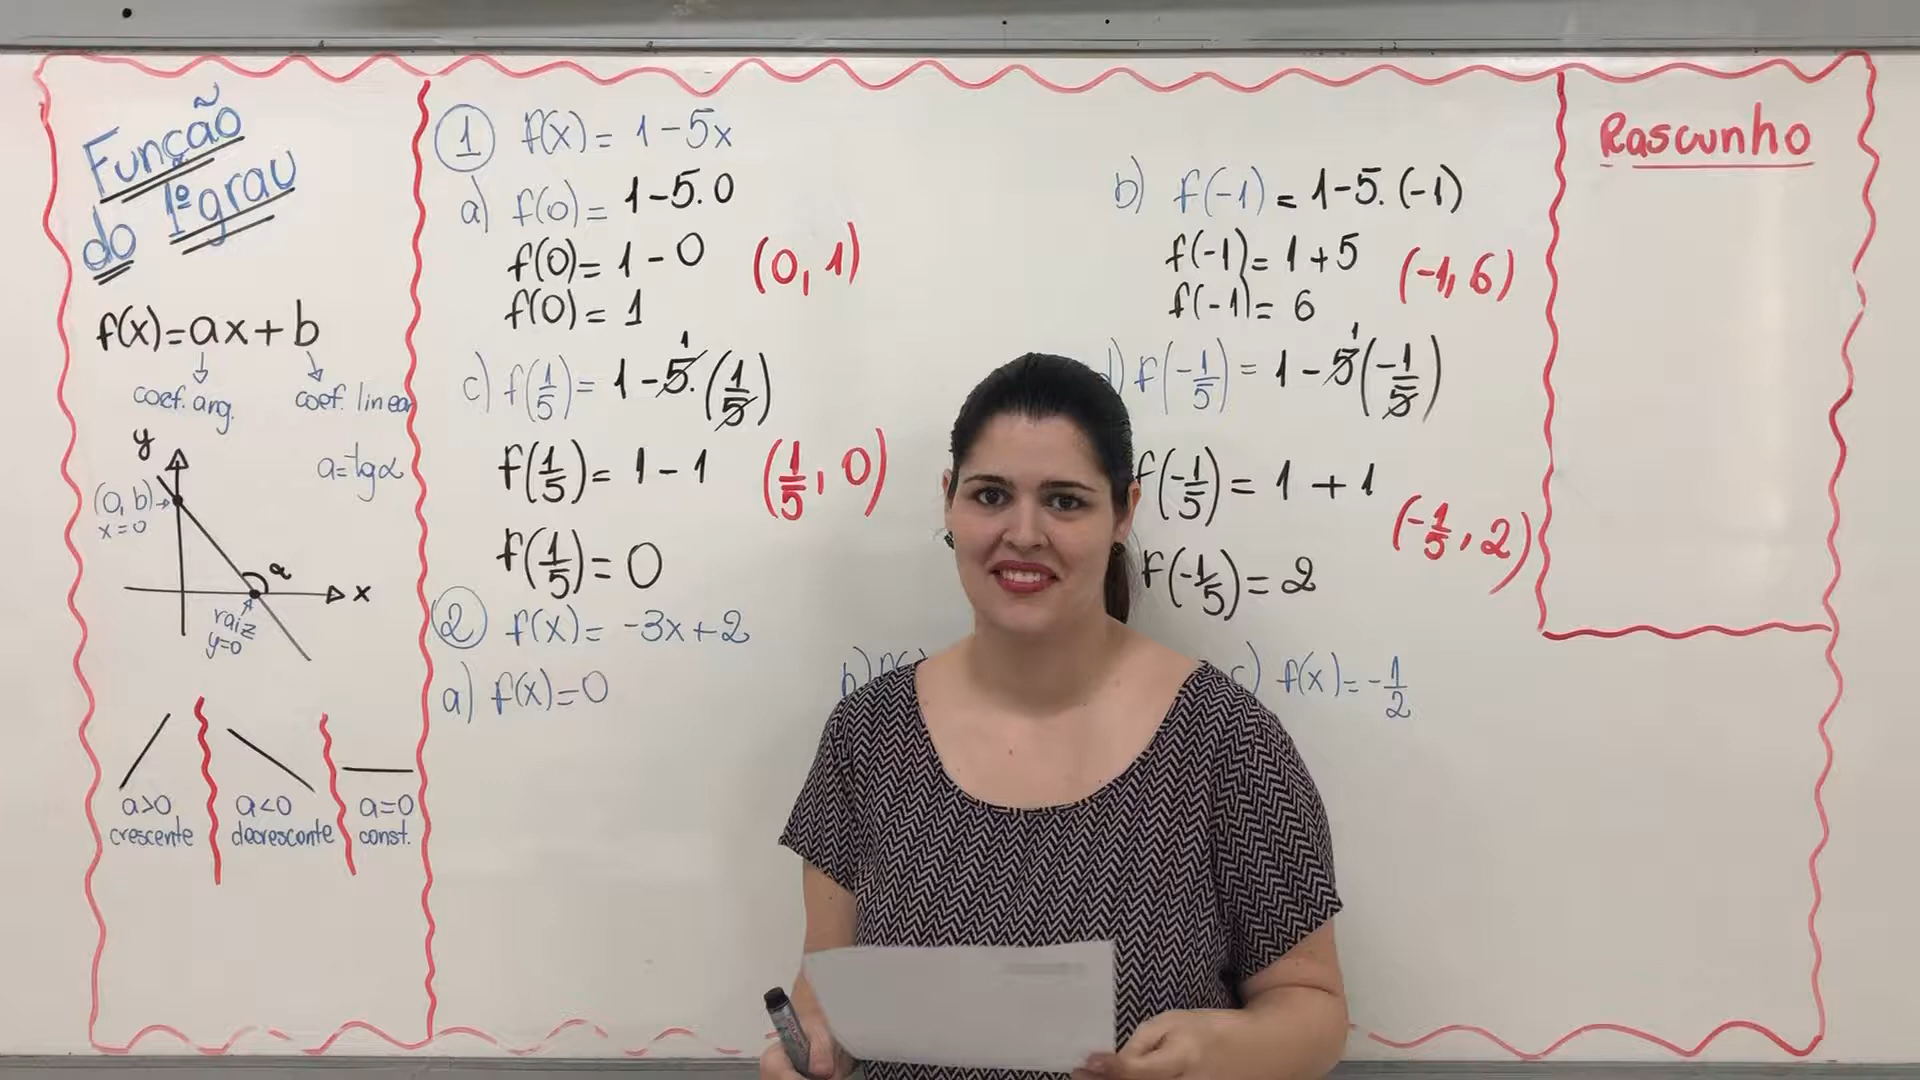 Função
do 1º grau
f(x)=ax+b
coef. ang.
coef. linear
a=tgα
y
(0, b)
x=0
α
x
raiz
y=0
a>0
crescente
a<0
decrescente
a=0
const.
1 f(x)= 1-5x
a) f(0)= 1-5.0
f(0)= 1-0 (0, 1)
f(0)= 1
b) f(-1)= 1-5.(-1)
f(-1)= 1+5 (-1, 6)
f(-1)= 6
1
c) f(1/5)= 1-5.(1/5)
f(1/5)= 1-1 (1/5, 0)
f(1/5)= 0
1
d) f(-1/5)= 1-5(-1/5)
f(-1/5)= 1+1
(-1/5, 2)
f(-1/5)= 2
2 f(x)= -3x+2
a) f(x)=0
b)
c) f(x)= -1/2
Rascunho